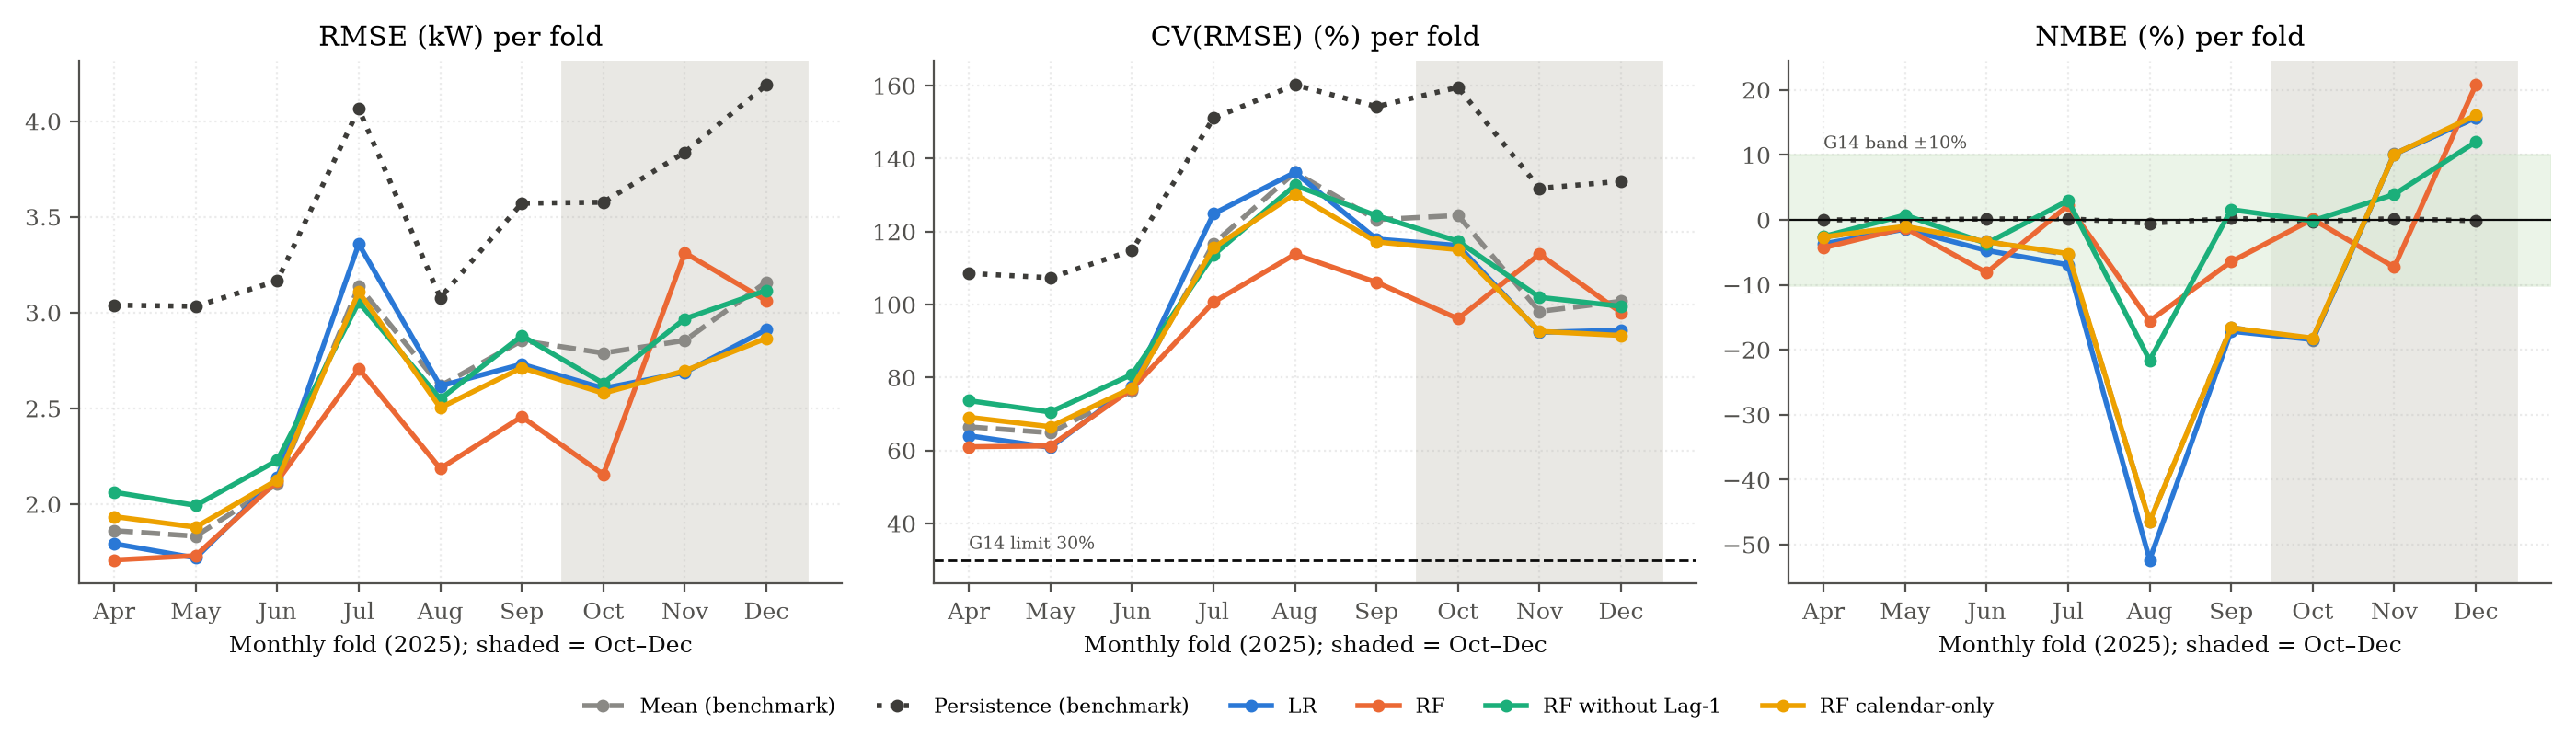 RMSE (kW) per fold
4.0
3.5
3.0
2.5
2.0
Apr May Jun Jul Aug Sep Oct Nov Dec
Monthly fold (2025); shaded = Oct–Dec
CV(RMSE) (%) per fold
160
140
120
100
80
60
40
G14 limit 30%
Apr May Jun Jul Aug Sep Oct Nov Dec
Monthly fold (2025); shaded = Oct–Dec
NMBE (%) per fold
20
G14 band ±10%
10
0
−10
−20
−30
−40
−50
Apr May Jun Jul Aug Sep Oct Nov Dec
Monthly fold (2025); shaded = Oct–Dec
Mean (benchmark) Persistence (benchmark) LR RF RF without Lag-1 RF calendar-only